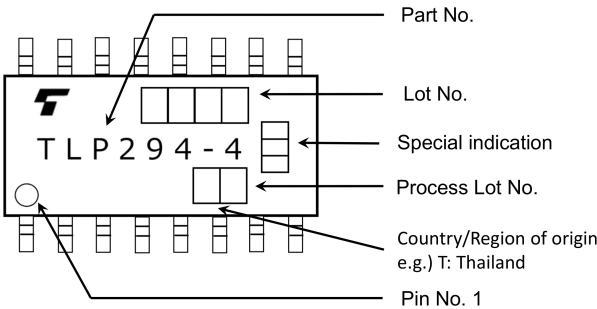 Part No.
Lot No.
Special indication
TLP294-4
Process Lot No.
Country/Region of origin
e.g.) T: Thailand
Pin No. 1